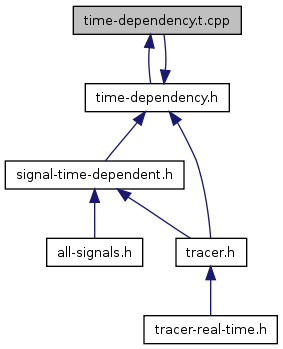 time-dependency.t.cpp
time-dependency.h
signal-time-dependent.h
all-signals.h
tracer.h
tracer-real-time.h